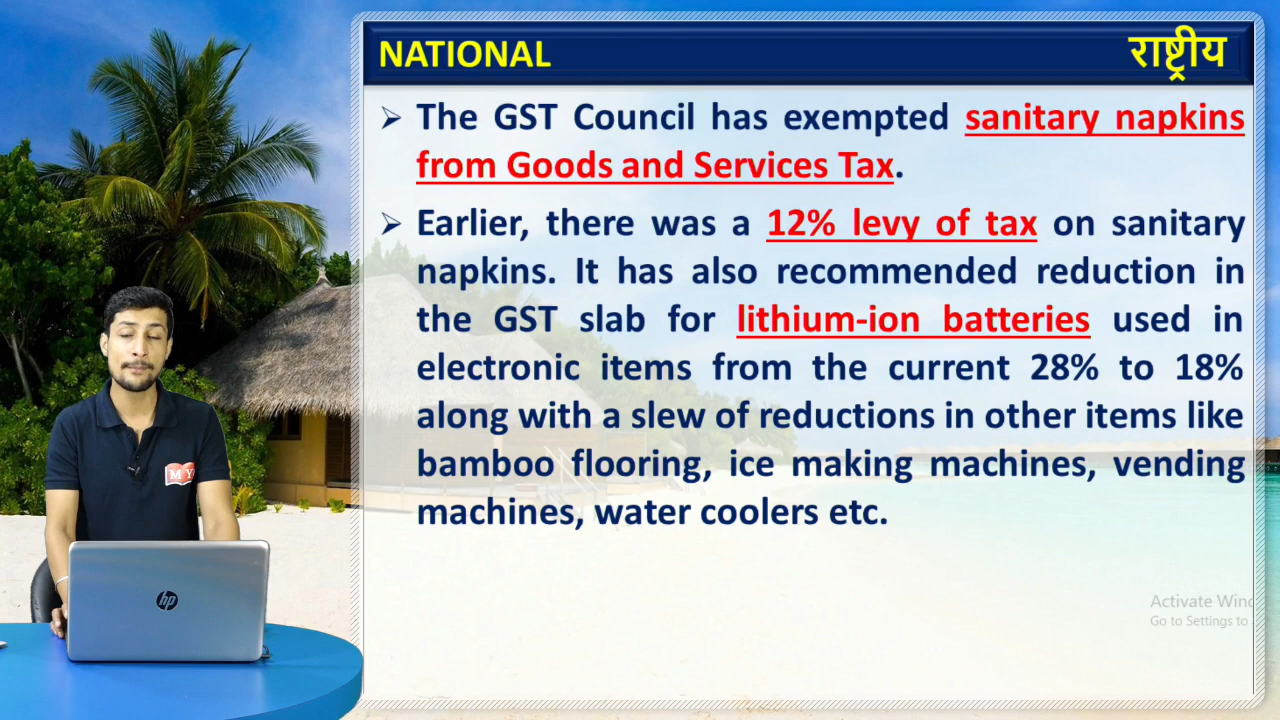 NATIONAL राष्ट्रीय
➢ The GST Council has exempted sanitary napkins
from Goods and Services Tax.
➢ Earlier, there was a 12% levy of tax on sanitary
napkins. It has also recommended reduction in
the GST slab for lithium-ion batteries used in
electronic items from the current 28% to 18%
along with a slew of reductions in other items like
bamboo flooring, ice making machines, vending
machines, water coolers etc.
M Y
hp
Activate Wind
Go to Settings to